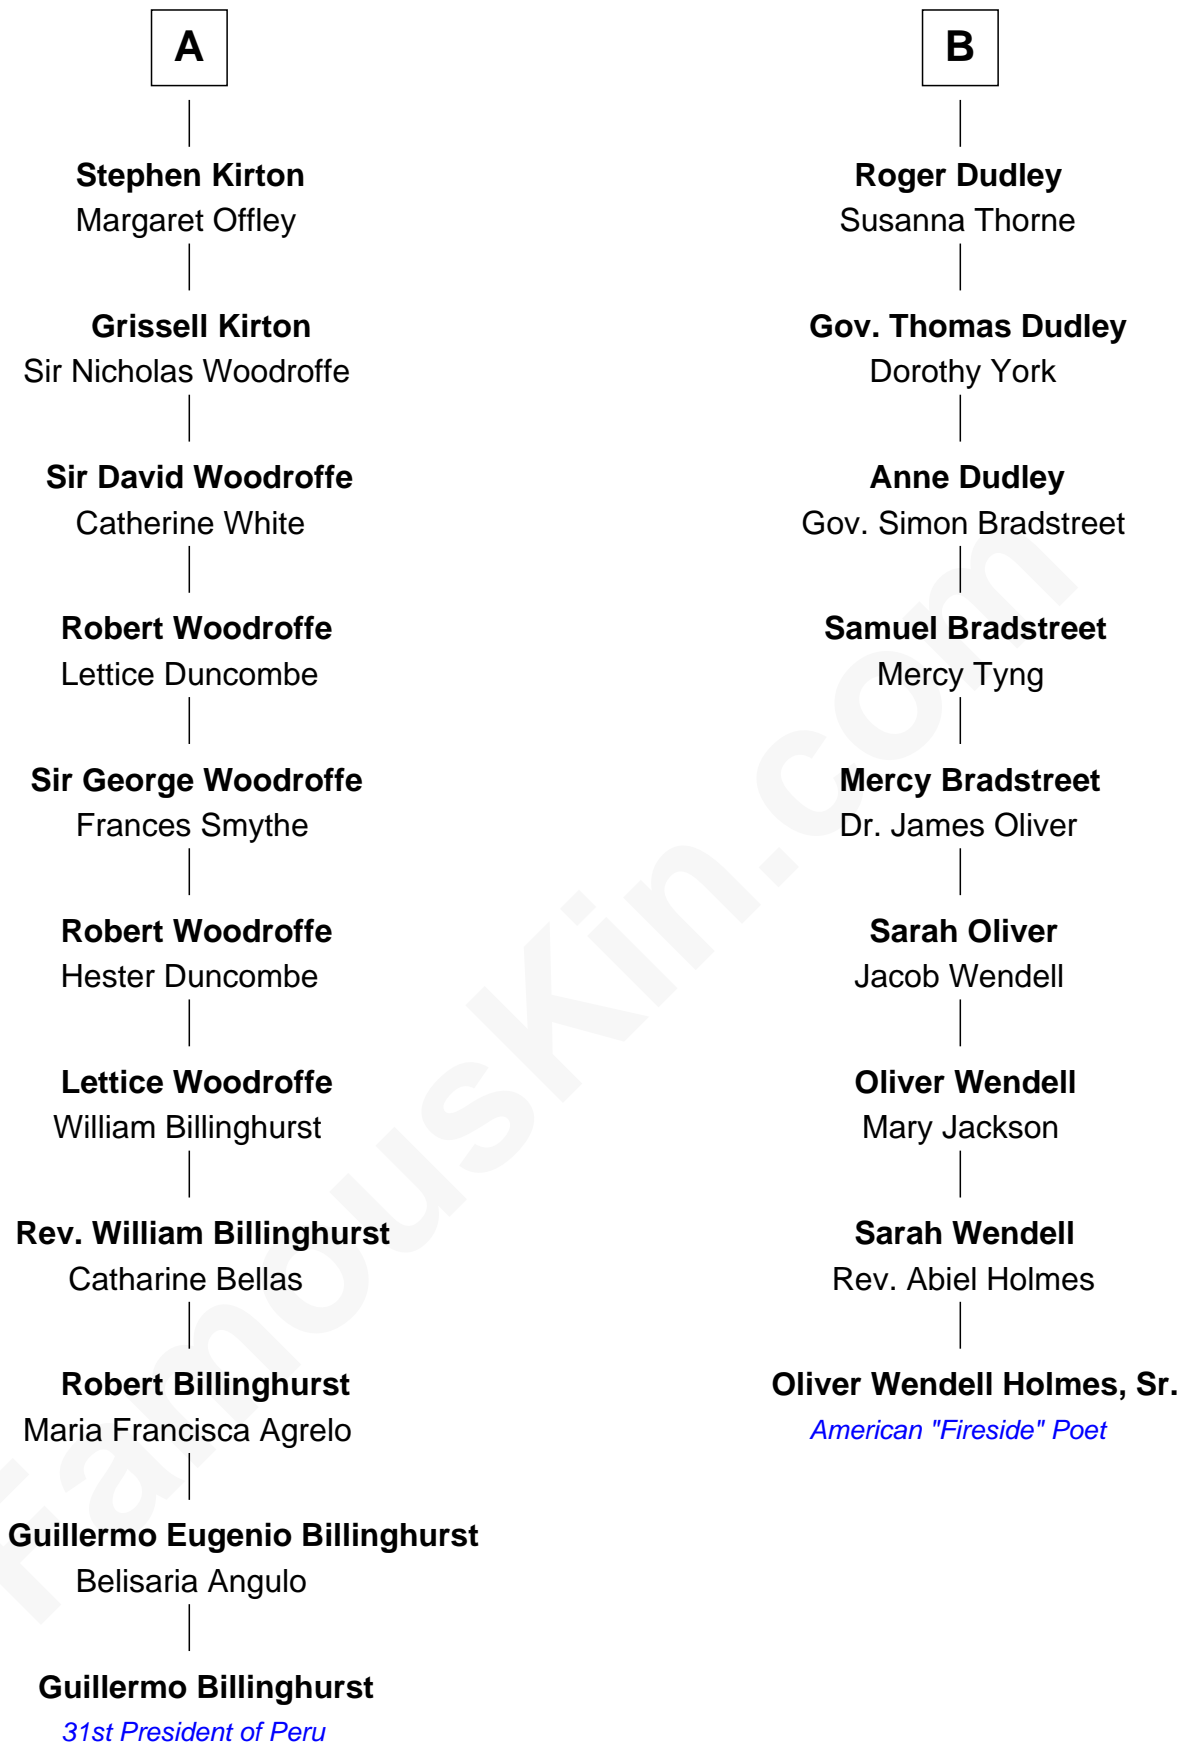 A
Stephen Kirton
Margaret Offley
Grissell Kirton
Sir Nicholas Woodroffe
Sir David Woodroffe
Catherine White
Robert Woodroffe
Lettice Duncombe
Sir George Woodroffe
Frances Smythe
Robert Woodroffe
Hester Duncombe
Lettice Woodroffe
William Billinghurst
Rev. William Billinghurst
Catharine Bellas
Robert Billinghurst
Maria Francisca Agrelo
Guillermo Eugenio Billinghurst
Belisaria Angulo
Guillermo Billinghurst
31st President of Peru
B
Roger Dudley
Susanna Thorne
Gov. Thomas Dudley
Dorothy York
Anne Dudley
Gov. Simon Bradstreet
Samuel Bradstreet
Mercy Tyng
Mercy Bradstreet
Dr. James Oliver
Sarah Oliver
Jacob Wendell
Oliver Wendell
Mary Jackson
Sarah Wendell
Rev. Abiel Holmes
Oliver Wendell Holmes, Sr.
American "Fireside" Poet
FamousKin.com